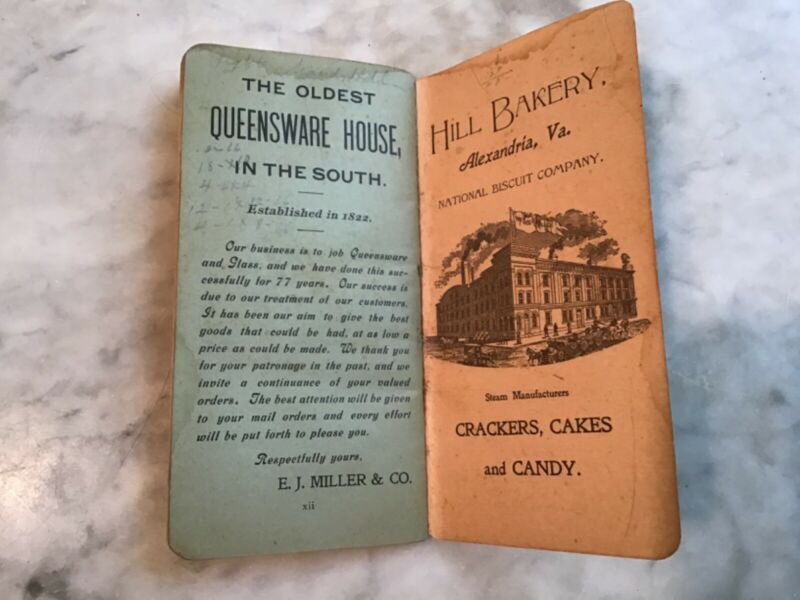 THE OLDEST
QUEENSWARE HOUSE,
IN THE SOUTH.
Established in 1822.
Our business is to job Queensware
and Glass, and we have done this suc-
cessfully for 77 years. Our success is
due to our treatment of our customers.
It has been our aim to give the best
goods that could be had, at as low a
price as could be made. We thank you
for your patronage in the past, and we
invite a continuance of your valued
orders. The best attention will be given
to your mail orders and every effort
will be put forth to please you.
Respectfully yours,
E. J. MILLER & CO.
xii
HILL BAKERY,
Alexandria, Va.
NATIONAL BISCUIT COMPANY.
Steam Manufacturers
CRACKERS, CAKES
and CANDY.